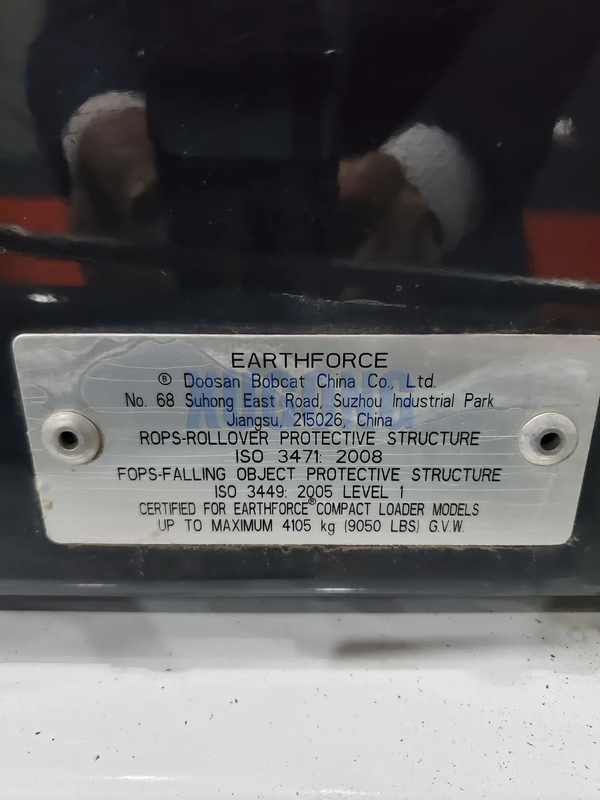 EARTHFORCE
® Doosan Bobcat China Co., Ltd.
No. 68 Suhong East Road, Suzhou Industrial Park
Jiangsu, 215026, China
ROPS-ROLLOVER PROTECTIVE STRUCTURE
ISO 3471: 2008
FOPS-FALLING OBJECT PROTECTIVE STRUCTURE
ISO 3449: 2005 LEVEL 1
CERTIFIED FOR EARTHFORCE® COMPACT LOADER MODELS
UP TO MAXIMUM 4105 kg (9050 LBS) G.V.W.